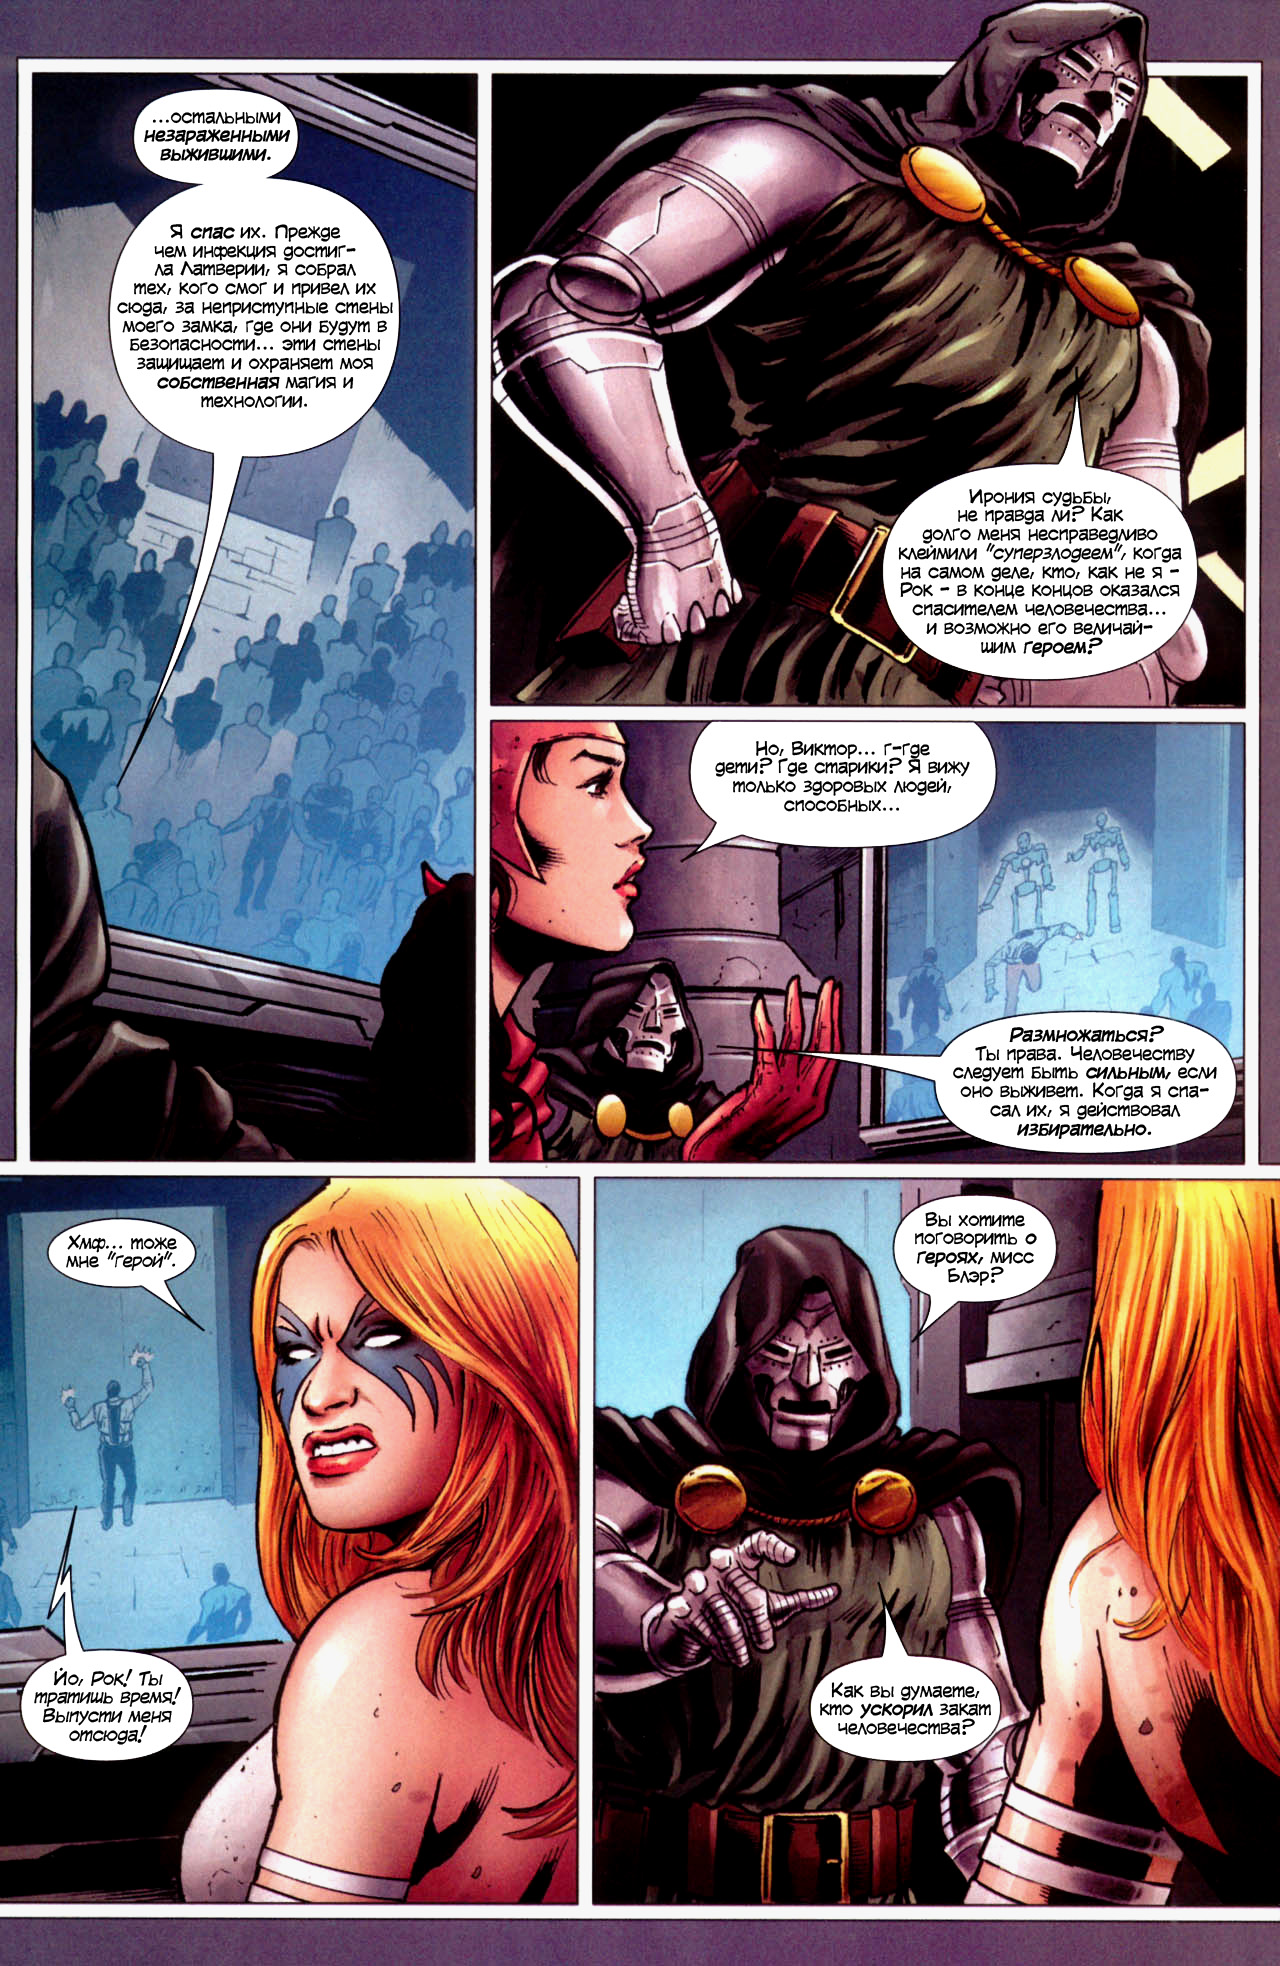 ...остальными
незараженными
выжившими.
Я спас их. Прежде
чем инфекция достиг-
ла Латверии, я собрал
тех, кого смог и привел их
сюда, за неприступные стены
моего замка, где они будут в
безопасности... эти стены
защищает и охраняет моя
собственная магия и
технологии.
Ирония судьбы,
не правда ли? Как
долго меня несправедливо
клеймили "суперзлодеем", когда
на самом деле, кто, как не я -
Рок - в конце концов оказался
спасителем человечества...
и возможно его величай-
шим героем?
Но, Виктор... г-где
дети? Где старики? Я вижу
только здоровых людей,
способных...
Размножаться?
Ты права. Человечеству
следует быть сильным, если
оно выживет. Когда я спа-
сал их, я действовал
избирательно.
Хмф... тоже
мне "герой".
Йо, Рок! Ты
тратишь время!
Выпусти меня
отсюда!
Вы хотите
поговорить о
героях, мисс
Блэр?
Как вы думаете,
кто ускорил закат
человечества?